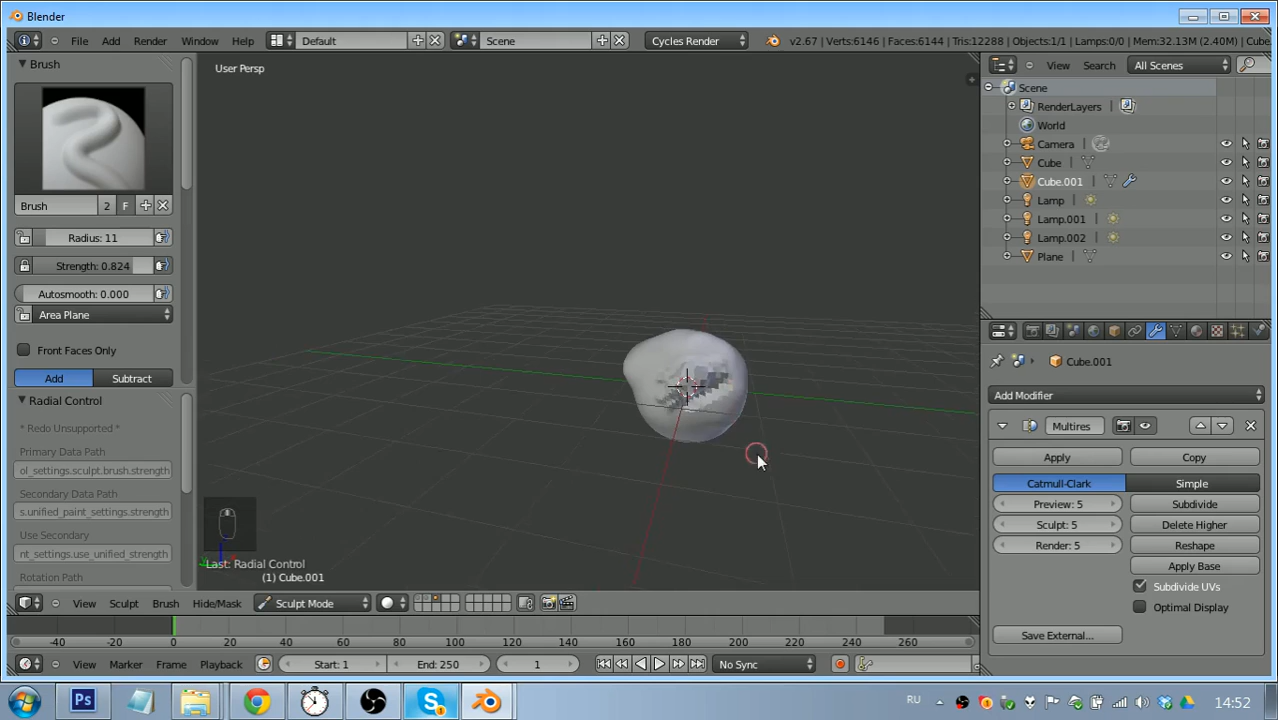 Blender
File Add Render Window Help Default Scene Cycles Render v2.67 | Verts:6146 | Faces:6144 | Tris:12288 | Objects:1/1 | Lamps:0/0 | Mem:32.13M (2.40M) | Cube.
Brush
User Persp
View Search All Scenes
Scene
RenderLayers
World
Camera
Cube
Cube.001
Lamp
Lamp.001
Lamp.002
Plane
Brush 2 F
Radius: 11
Strength: 0.824
Autosmooth: 0.000
Area Plane
Front Faces Only
Add Subtract
Radial Control
* Redo Unsupported *
Primary Data Path
ol_settings.sculpt.brush.strength
Secondary Data Path
s.unified_paint_settings.strength
Use Secondary
nt_settings.use_unified_strength
Rotation Path
Cube.001
Add Modifier
Multires
Apply Copy
Catmull-Clark Simple
Preview: 5 Subdivide
Sculpt: 5 Delete Higher
Render: 5 Reshape
Apply Base
Subdivide UVs
Optimal Display
Save External...
Last: Radial Control
(1) Cube.001
View Sculpt Brush Hide/Mask Sculpt Mode
-40 -20 0 20 40 60 80 100 120 140 160 180 200 220 240 260
View Marker Frame Playback Start: 1 End: 250 1 No Sync
Ps RU 14:52